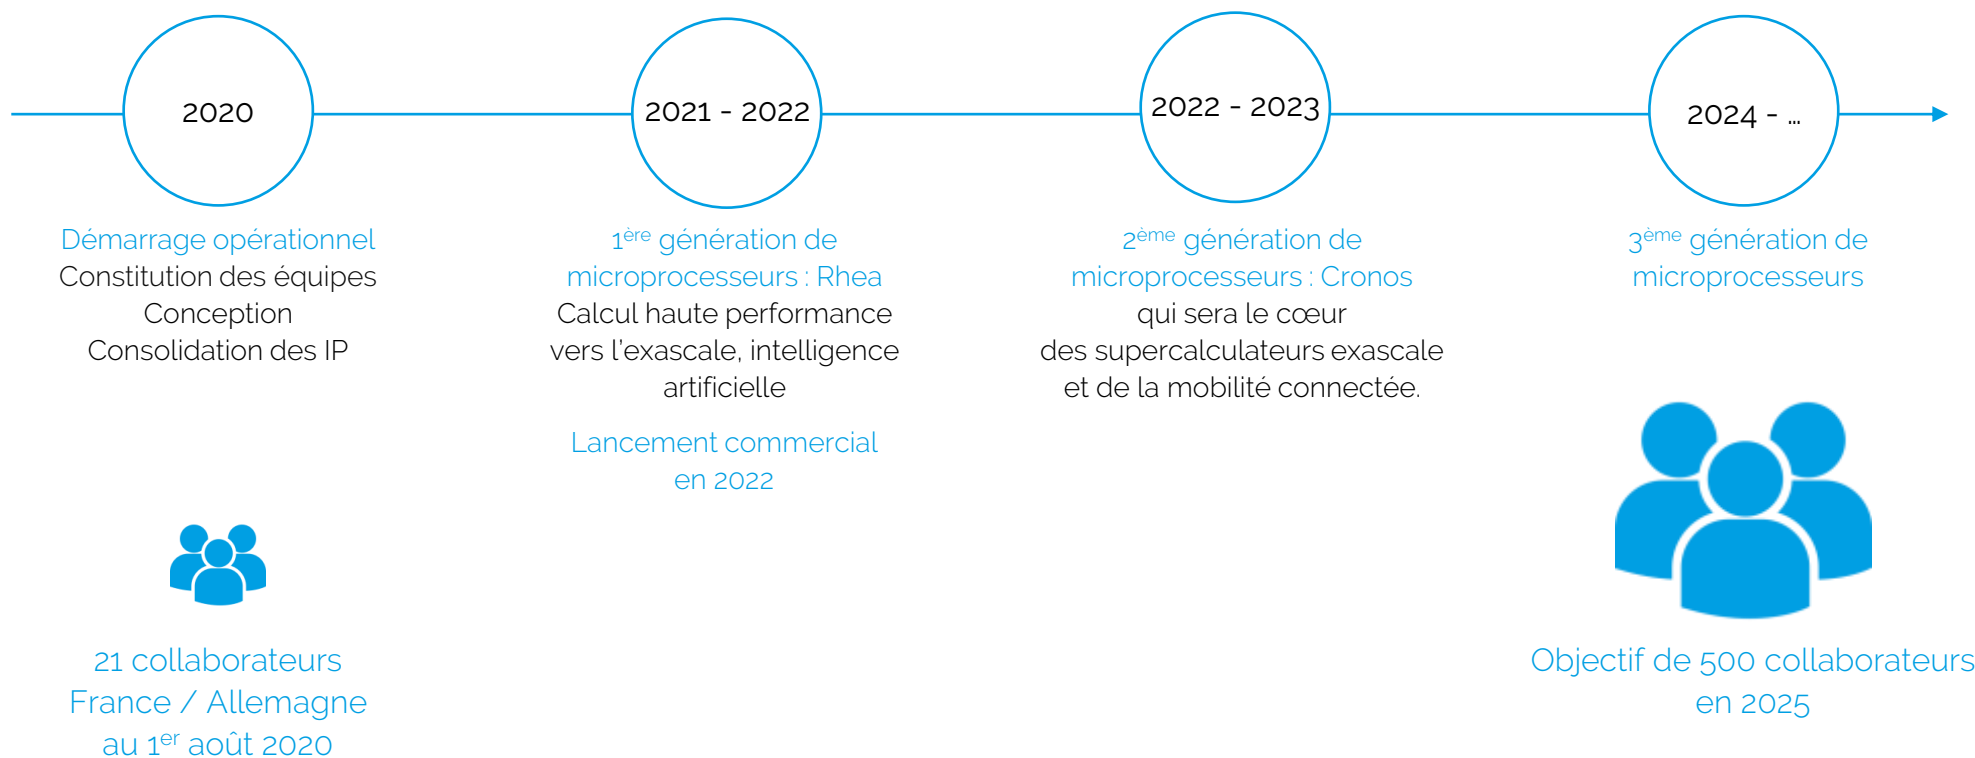 2020
Démarrage opérationnel
Constitution des équipes
Conception
Consolidation des IP
21 collaborateurs
France / Allemagne
au 1er août 2020
2021 - 2022
1ère génération de
microprocesseurs : Rhea
Calcul haute performance
vers l’exascale, intelligence
artificielle
Lancement commercial
en 2022
2022 - 2023
2ème génération de
microprocesseurs : Cronos
qui sera le cœur
des supercalculateurs exascale
et de la mobilité connectée.
2024 - ...
3ème génération de
microprocesseurs
Objectif de 500 collaborateurs
en 2025